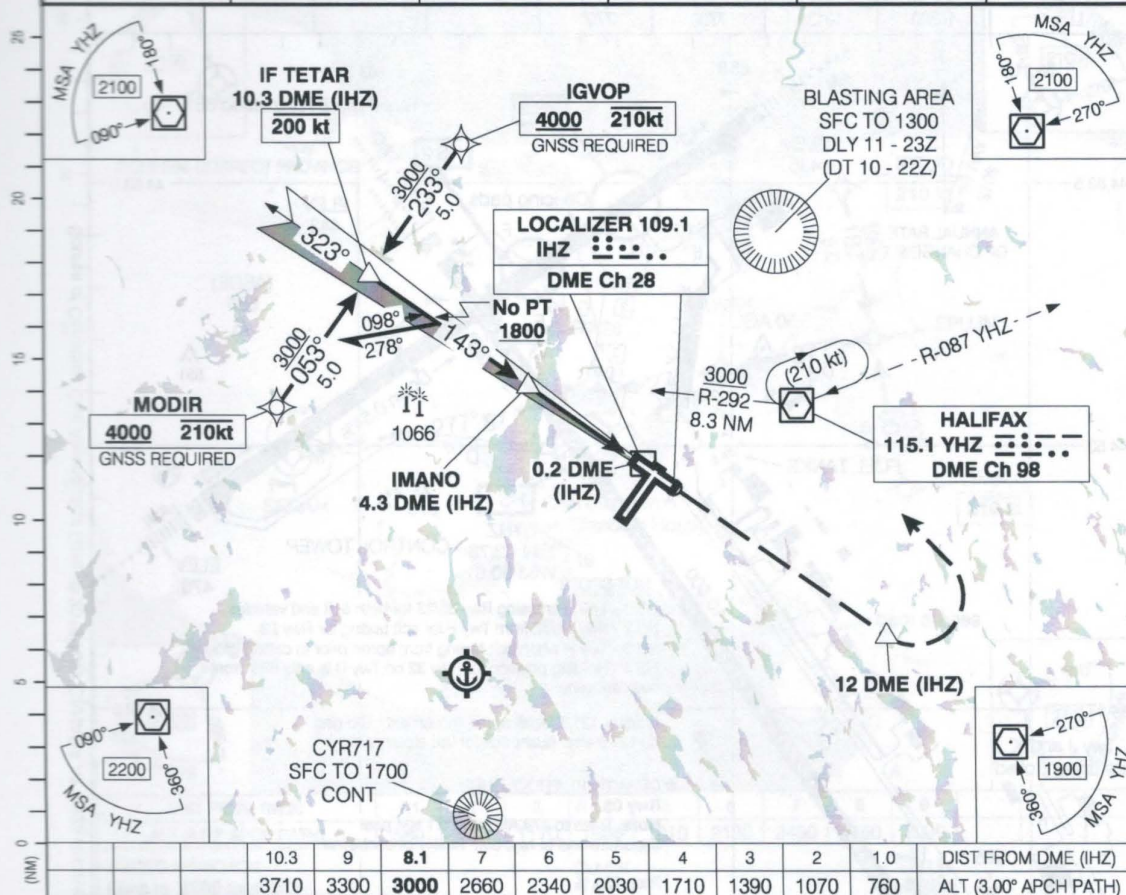 MSA YHZ
180°
2100
090°
IF TETAR
10.3 DME (IHZ)
200 kt
IGVOP
4000 210kt
GNSS REQUIRED
BLASTING AREA
SFC TO 1300
DLY 11 - 23Z
(DT 10 - 22Z)
MSA YHZ
180°
2100
270°
3000
233°
5.0
LOCALIZER 109.1
IHZ
DME Ch 28
323°
No PT
1800
098°
278°
143°
3000
053°
5.0
(210 kt)
R-087 YHZ
3000
R-292
8.3 NM
MODIR
4000 210kt
GNSS REQUIRED
1066
HALIFAX
115.1 YHZ
DME Ch 98
IMANO
4.3 DME (IHZ)
0.2 DME
(IHZ)
12 DME (IHZ)
090°
2200
360°
MSA YHZ
CYR717
SFC TO 1700
CONT
270°
1900
360°
MSA YHZ
25
20
15
10
5
0
(NM)
10.3 9 8.1 7 6 5 4 3 2 1.0 DIST FROM DME (IHZ)
3710 3300 3000 2660 2340 2030 1710 1390 1070 760 ALT (3.00° APCH PATH)